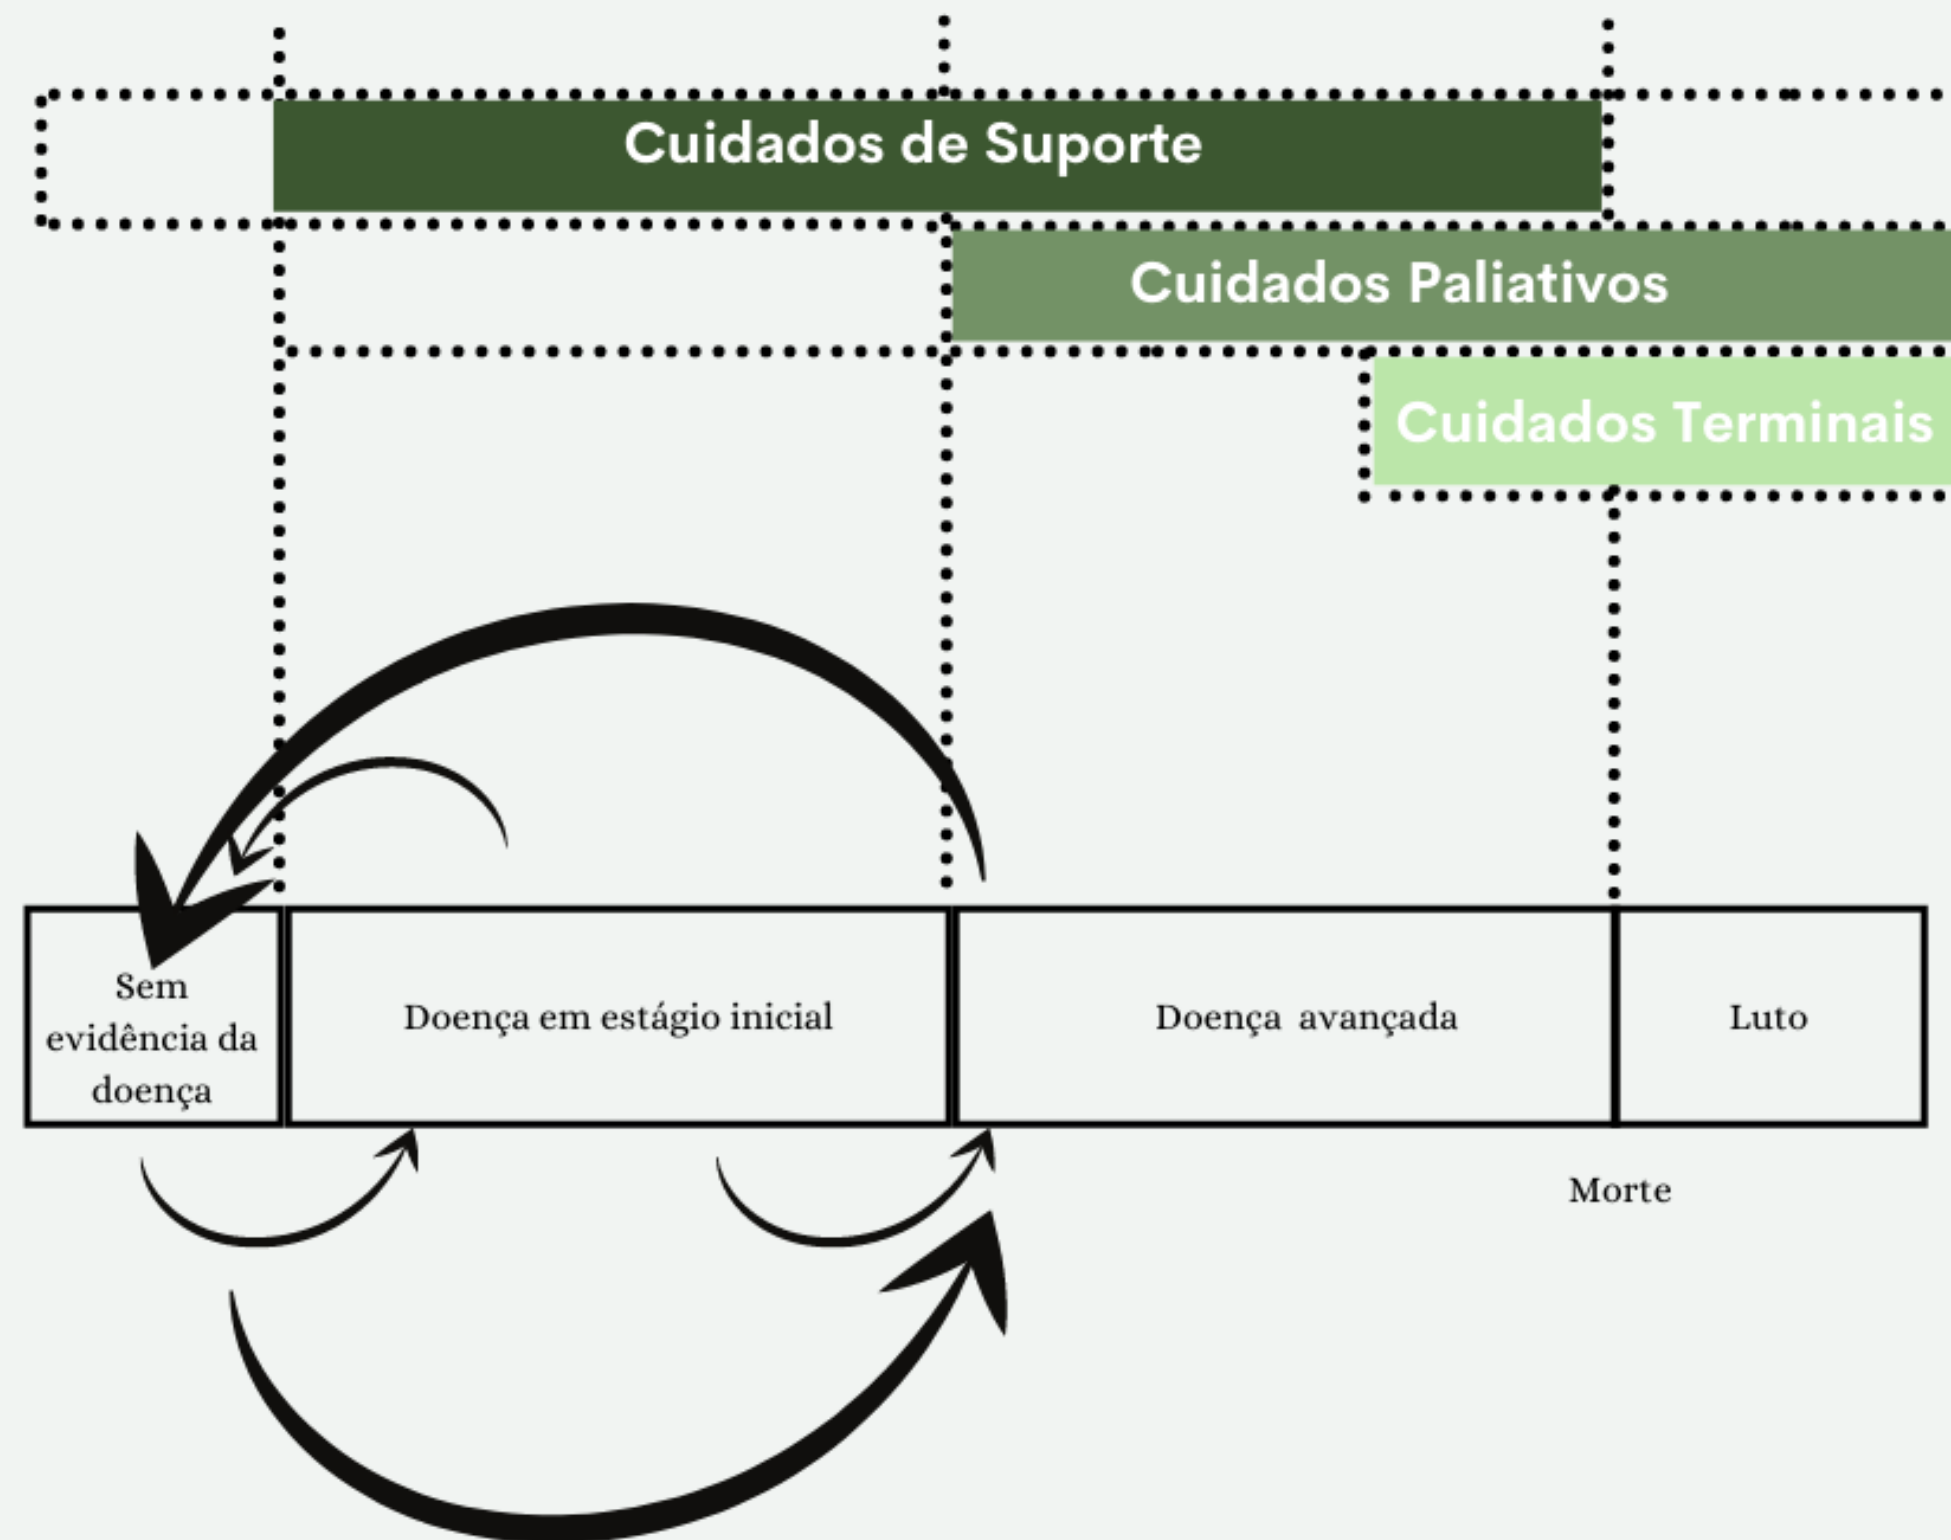 Cuidados de Suporte
Cuidados Paliativos
Cuidados Terminais
Sem
evidência da
doença
Doença em estágio inicial
Doença avançada
Luto
Morte